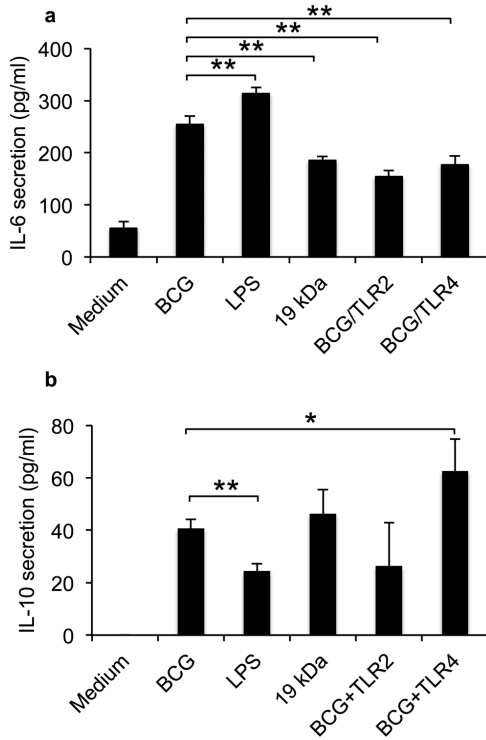 a
**
**
**
**
IL-6 secretion (pg/ml)
400
300
200
100
0
Medium
BCG
LPS
19 kDa
BCG/TLR2
BCG/TLR4
b
*
**
IL-10 secretion (pg/ml)
80
60
40
20
0
Medium
BCG
LPS
19 kDa
BCG+TLR2
BCG+TLR4